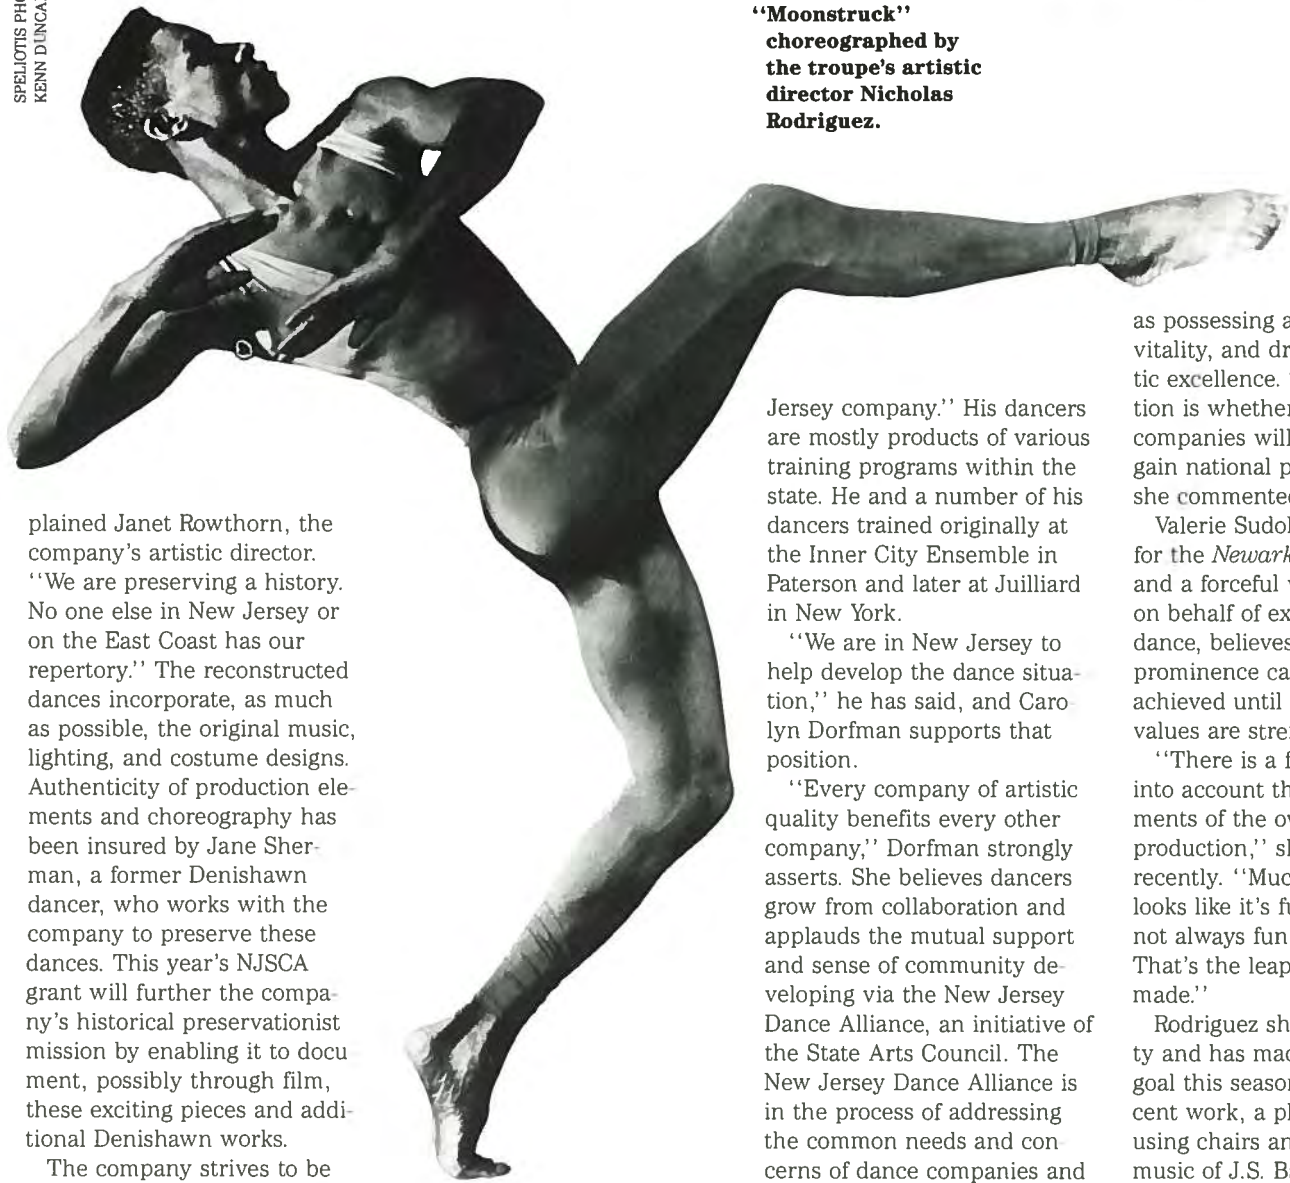 SPELIOTIS
KENN
"Moonstruck"
choreographed by
the troupe's artistic
director Nicholas
Rodriguez.
plained Janet Rowthorn, the
company's artistic director.
"We are preserving a history.
No one else in New Jersey or
on the East Coast has our
repertory." The reconstructed
dances incorporate, as much
as possible, the original music,
lighting, and costume designs.
Authenticity of production ele-
ments and choreography has
been insured by Jane Sher-
man, a former Denishawn
dancer, who works with the
company to preserve these
dances. This year's NJSCA
grant will further the compa-
ny's historical preservationist
mission by enabling it to docu
ment, possibly through film,
these exciting pieces and addi-
tional Denishawn works.
The company strives to be
Jersey company." His dancers
are mostly products of various
training programs within the
state. He and a number of his
dancers trained originally at
the Inner City Ensemble in
Paterson and later at Juilliard
in New York.
"We are in New Jersey to
help develop the dance situa-
tion," he has said, and Caro
lyn Dorfman supports that
position.
"Every company of artistic
quality benefits every other
company," Dorfman strongly
asserts. She believes dancers
grow from collaboration and
applauds the mutual support
and sense of community de-
veloping via the New Jersey
Dance Alliance, an initiative of
the State Arts Council. The
New Jersey Dance Alliance is
in the process of addressing
the common needs and con
cerns of dance companies and
as possessing
vitality, and
tic excellence.
tion is whether
companies will
gain national
she commented
Valerie
for the Newark
and a forceful
on behalf of
dance, believes
prominence
achieved until
values are
"There is a
into account
ments of the
production,"
recently.
looks like it's
not always fun
That's the leap
made."
Rodriguez
ty and has
goal this season
cent work, a
using chairs
music of J.S.